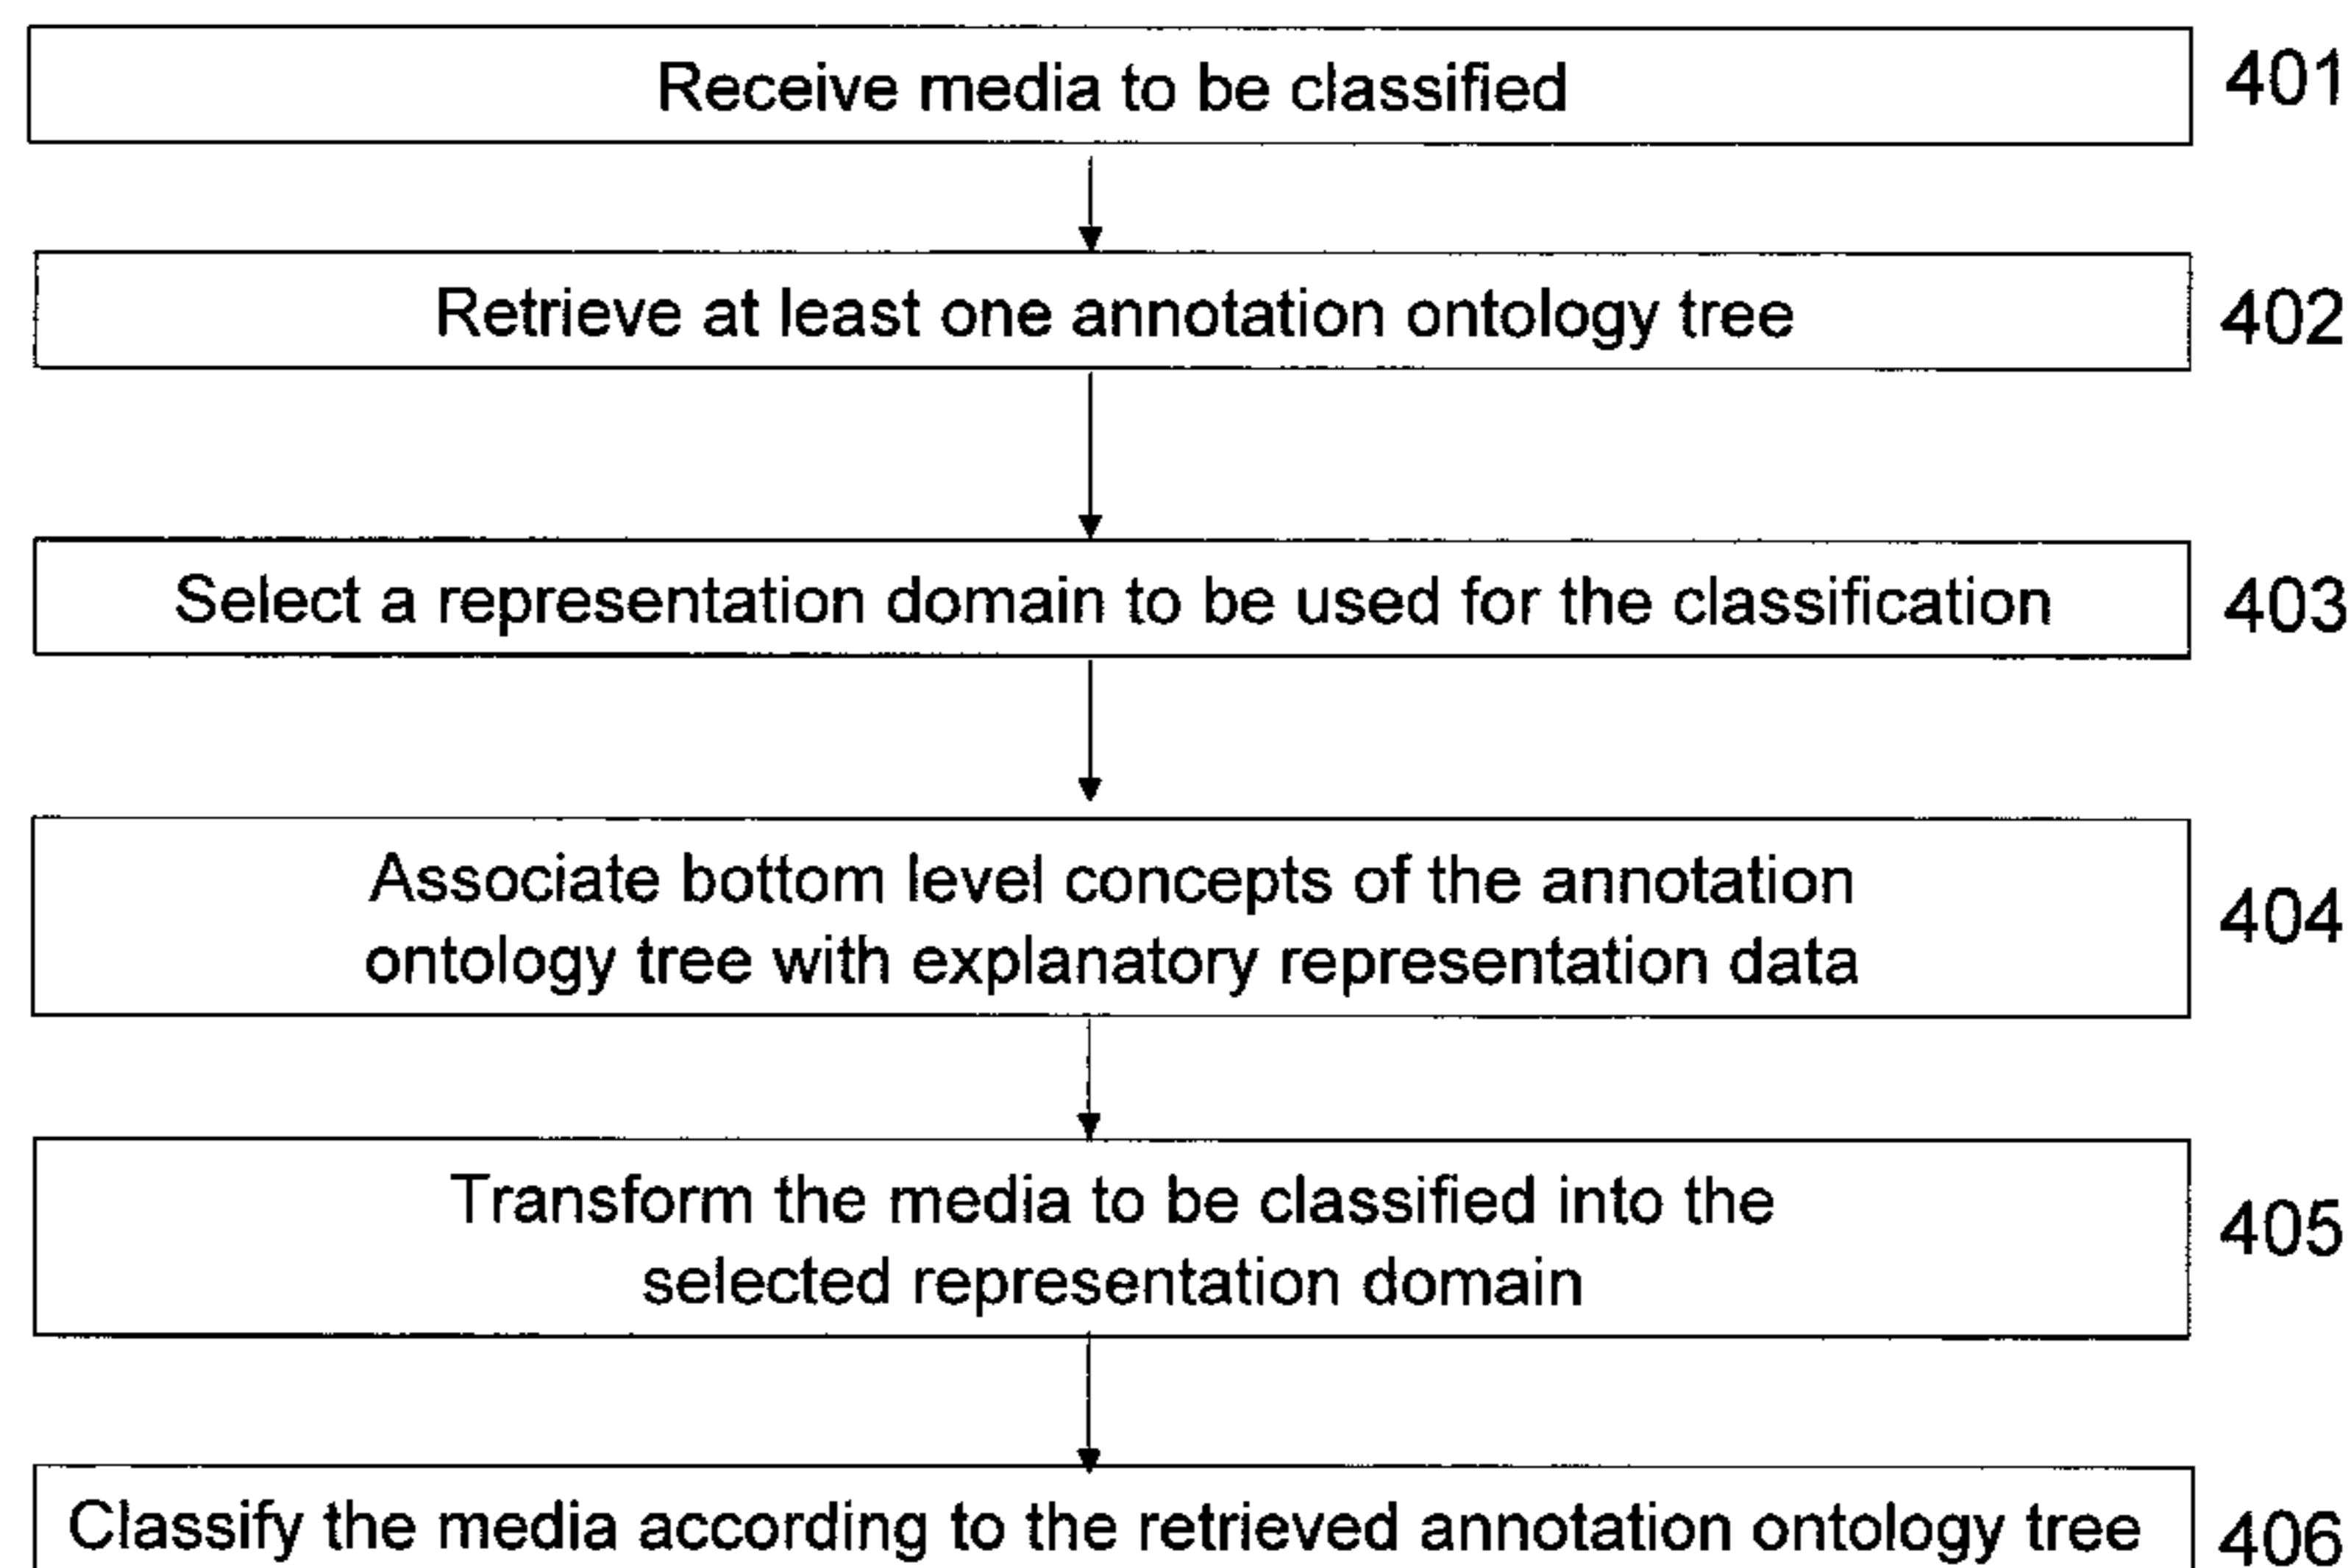 Receive media to be classified 401
Retrieve at least one annotation ontology tree 402
Select a representation domain to be used for the classification 403
Associate bottom level concepts of the annotation
ontology tree with explanatory representation data
404
Transform the media to be classified into the
selected representation domain
405
Classify the media according to the retrieved annotation ontology tree 406